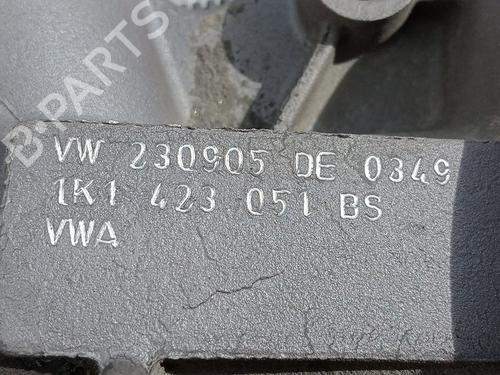 B-PARTS
VW 230905 DE 0349
1K1 423 051 BS
VWA